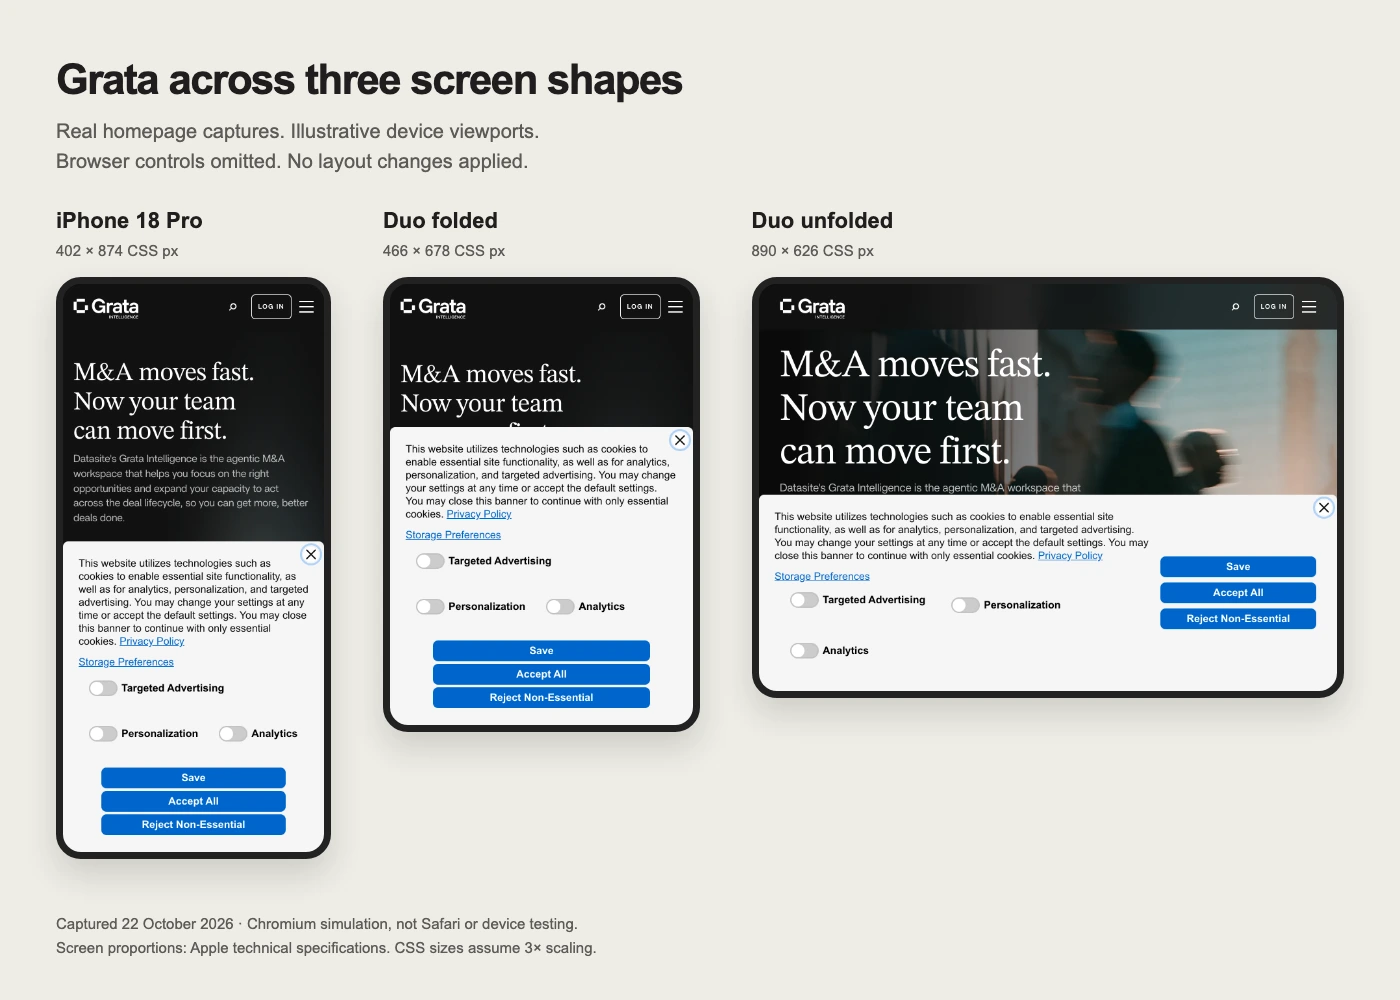 Grata across three screen shapes
Real homepage captures. Illustrative device viewports.
Browser controls omitted. No layout changes applied.
iPhone 18 Pro
402 × 874 CSS px
Grata
INTELLIGENCE
LOG IN
M&A moves fast.
Now your team
can move first.
Datasite's Grata Intelligence is the agentic M&A
workspace that helps you focus on the right
opportunities and expand your capacity to act
across the deal lifecycle, so you can get more, better
deals done.
This website utilizes technologies such as
cookies to enable essential site functionality, as
well as for analytics, personalization, and targeted
advertising. You may change your settings at any
time or accept the default settings. You may close
this banner to continue with only essential
cookies. Privacy Policy
Storage Preferences
Targeted Advertising
Personalization
Analytics
Save
Accept All
Reject Non-Essential
Duo folded
466 × 678 CSS px
Grata
INTELLIGENCE
LOG IN
M&A moves fast.
Now your team
This website utilizes technologies such as cookies to
enable essential site functionality, as well as for analytics,
personalization, and targeted advertising. You may change
your settings at any time or accept the default settings.
You may close this banner to continue with only essential
cookies. Privacy Policy
Storage Preferences
Targeted Advertising
Personalization
Analytics
Save
Accept All
Reject Non-Essential
Duo unfolded
890 × 626 CSS px
Grata
INTELLIGENCE
LOG IN
M&A moves fast.
Now your team
can move first.
Datasite's Grata Intelligence is the agentic M&A workspace that
This website utilizes technologies such as cookies to enable essential site
functionality, as well as for analytics, personalization, and targeted advertising.
You may change your settings at any time or accept the default settings. You may
close this banner to continue with only essential cookies. Privacy Policy
Storage Preferences
Targeted Advertising
Personalization
Analytics
Save
Accept All
Reject Non-Essential
Captured 22 October 2026 · Chromium simulation, not Safari or device testing.
Screen proportions: Apple technical specifications. CSS sizes assume 3× scaling.